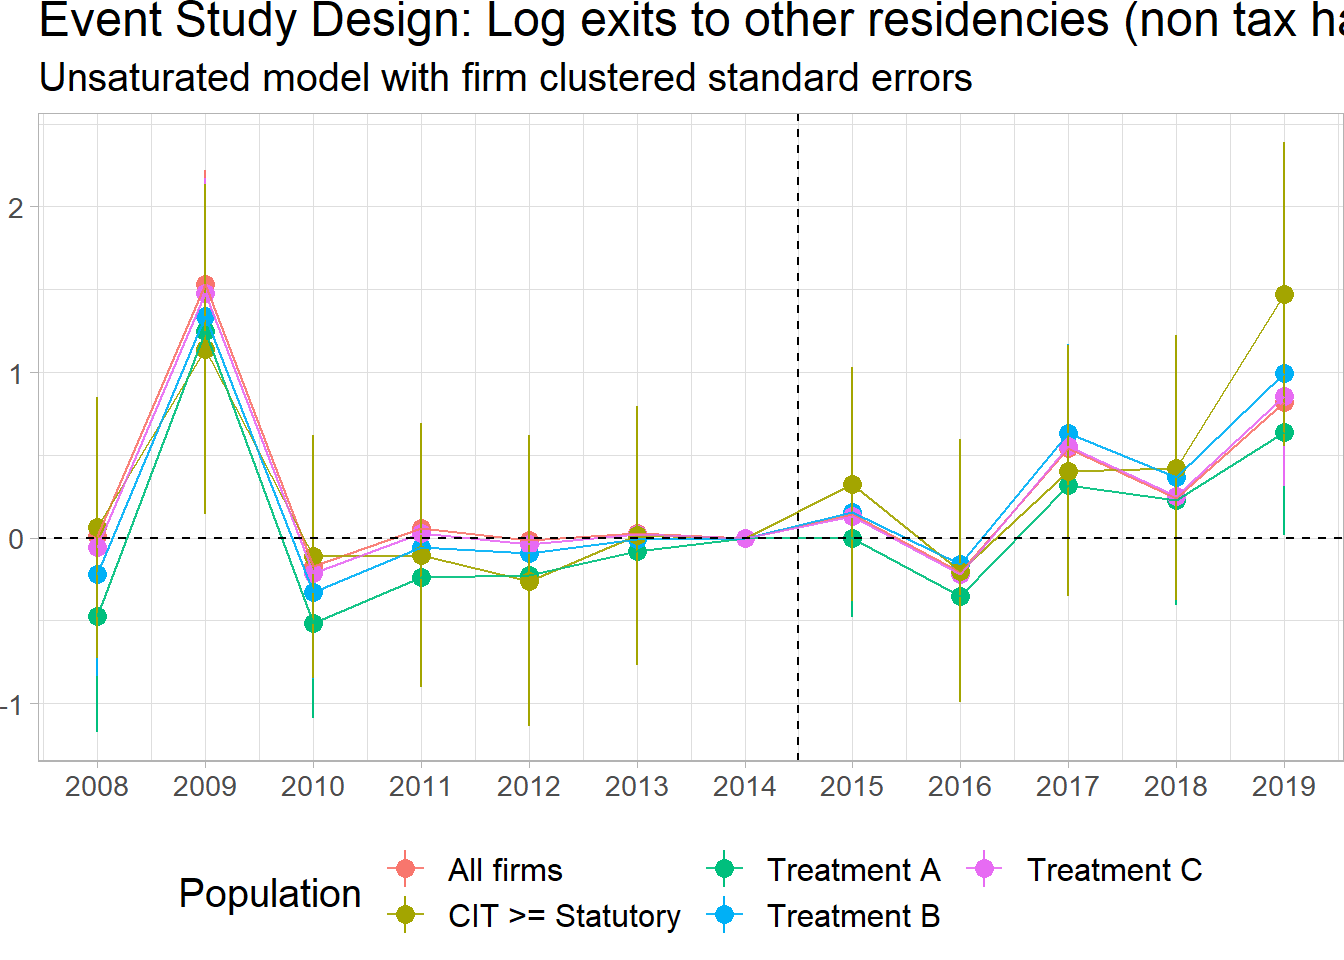 Event Study Design: Log exits to other residencies (non tax ha
Unsaturated model with firm clustered standard errors
2
1
0
-1
2008 2009 2010 2011 2012 2013 2014 2015 2016 2017 2018 2019
Population
All firms Treatment A Treatment C
CIT >= Statutory Treatment B